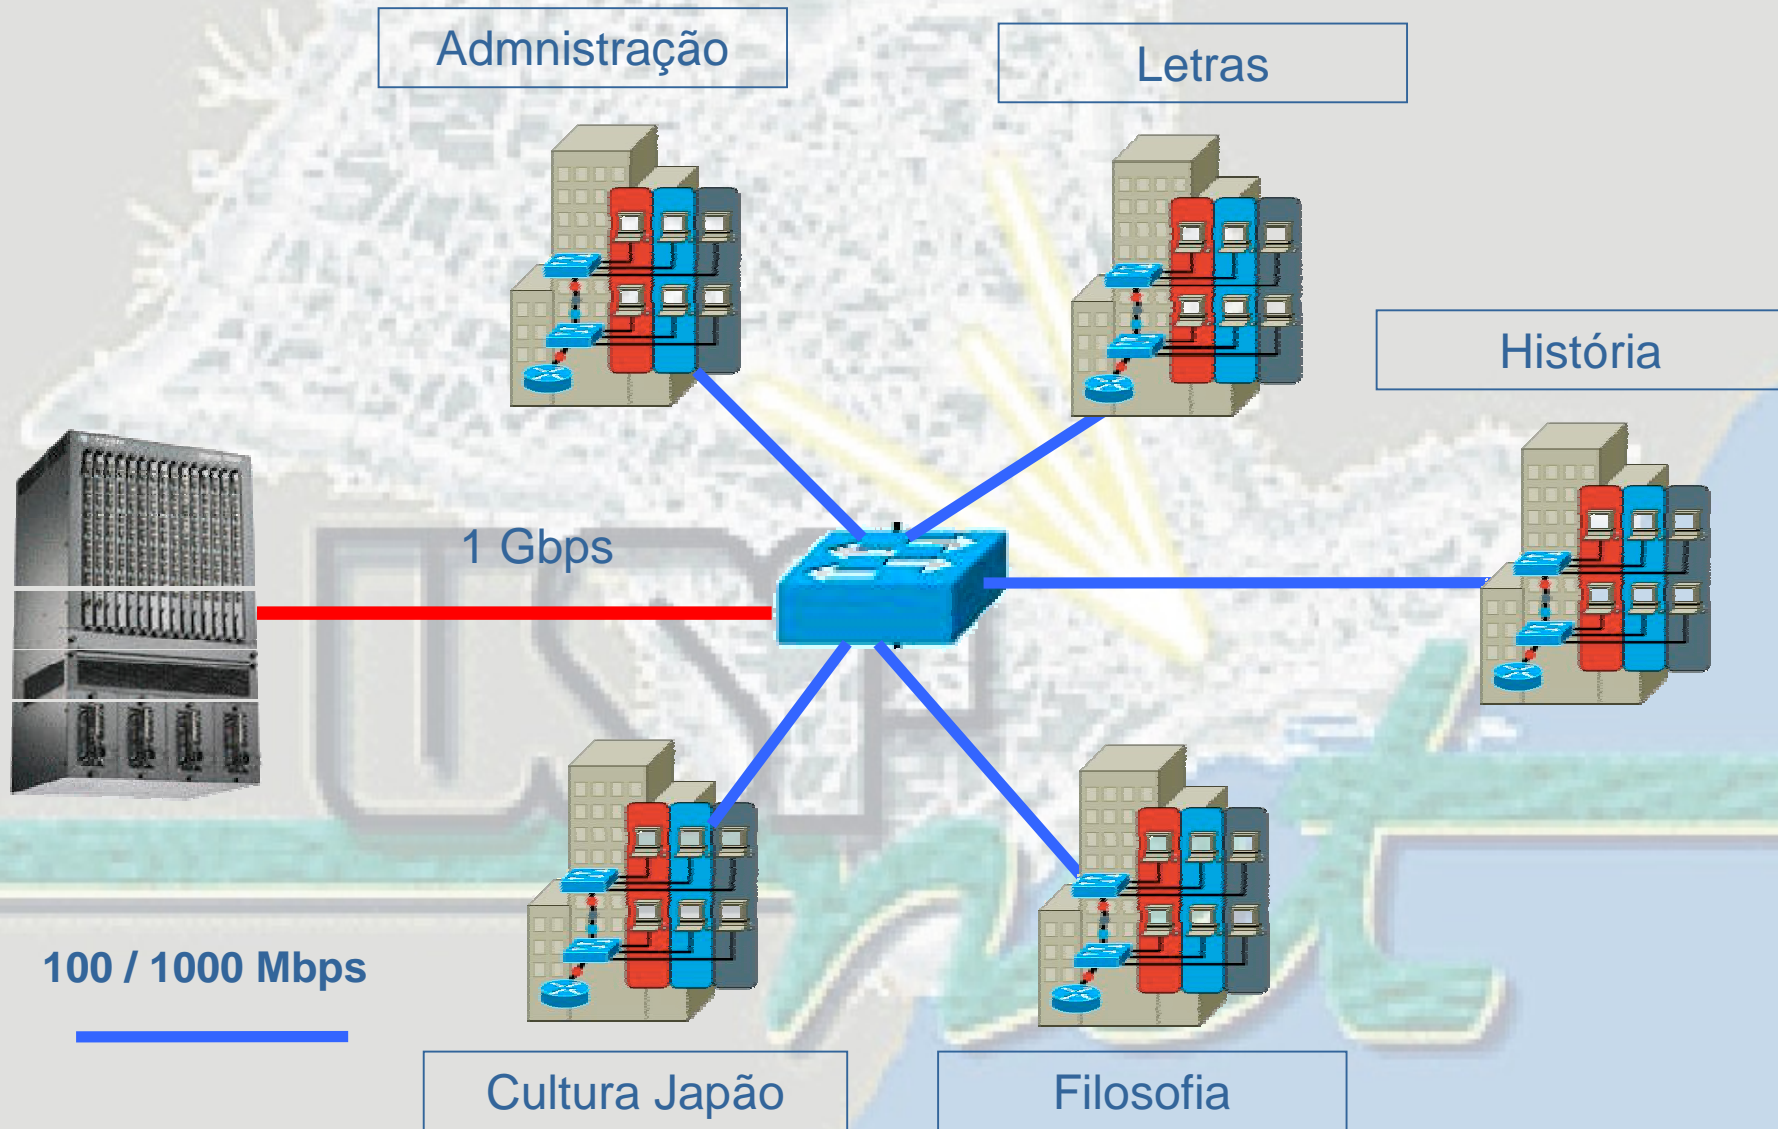 Admnistração
Letras
História
1 Gbps
100 / 1000 Mbps
Cultura Japão
Filosofia